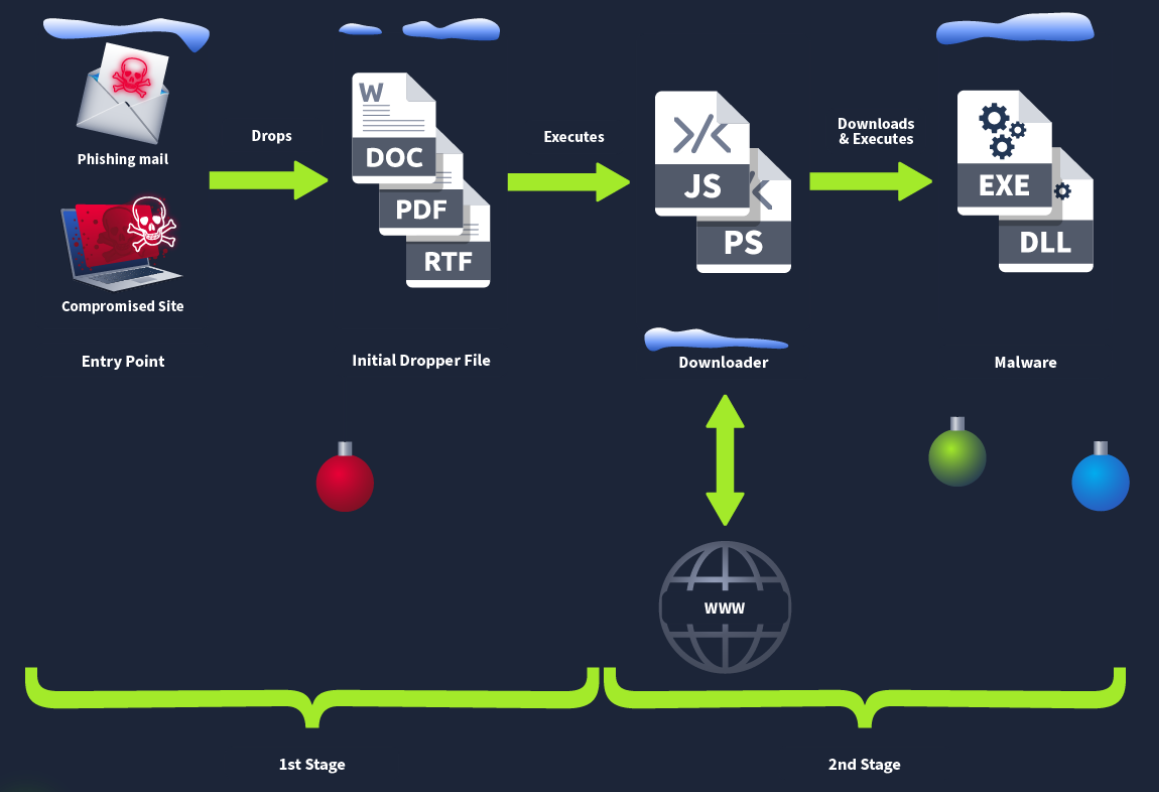 Phishing mail
Compromised Site
Entry Point
Drops
W
DOC
PDF
RTF
Initial Dropper File
Executes
JS
PS
Downloader
WWW
Downloads
& Executes
EXE
DLL
Malware
1st Stage
2nd Stage